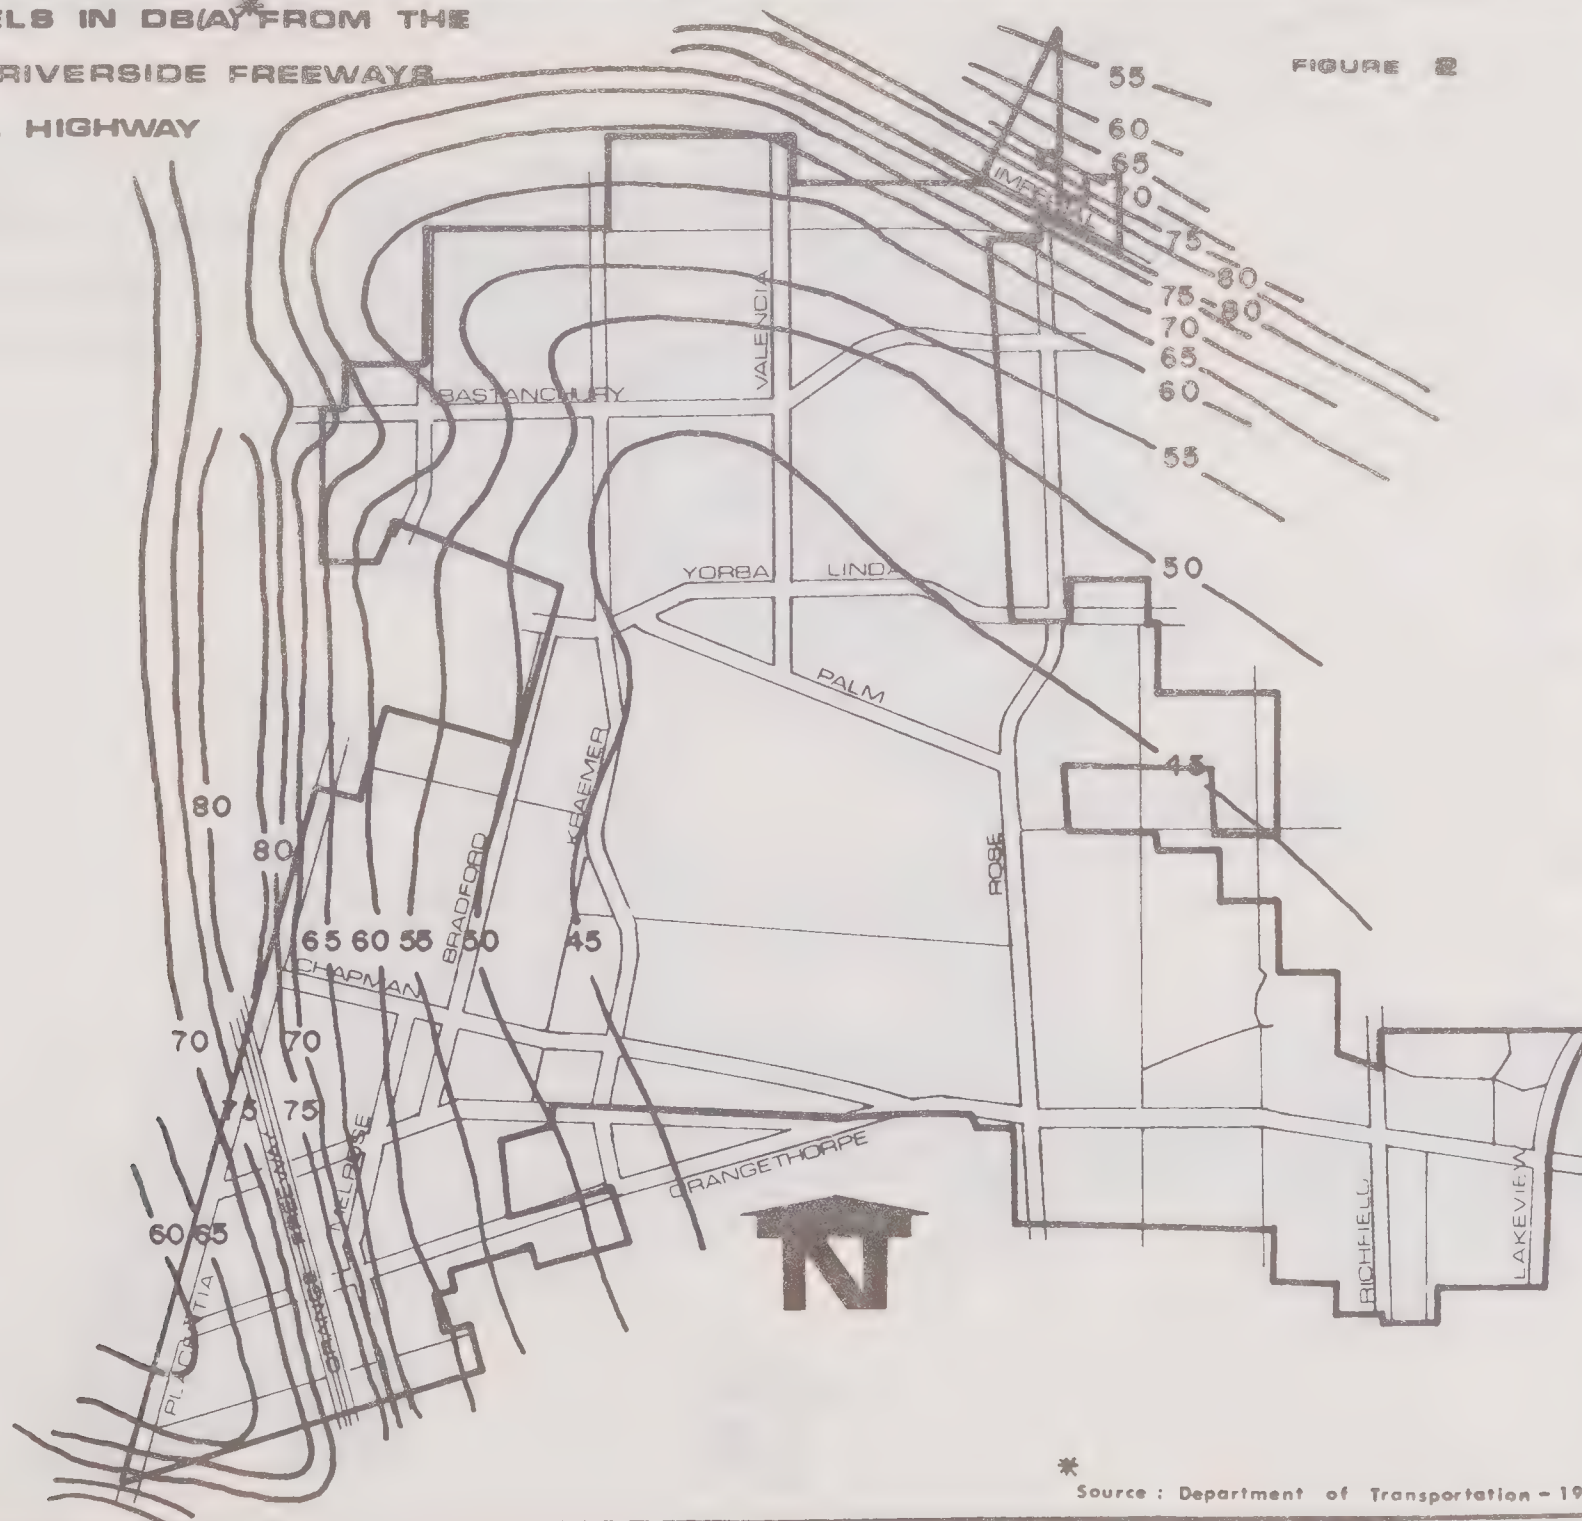 ELS IN DB(A)* FROM THE
RIVERSIDE FREEWAYS
HIGHWAY
FIGURE 2
55
60
65
70
75
80
75
80
70
65
60
55
50
45
IMPERIAL
VALENCIA
BASTANCHURY
YORBA LINDA
PALM
KRAEMER
BRADFORD
ROSE
80
80
65 60 55 50 45
CHAPMAN
70 70
75 75
60 65
FREEWAY
ORANGE
MELROSE
PLACENTIA
ORANGETHORPE
N
RICHFIELD
LAKEVIEW
*
Source : Department of Transportation - 19